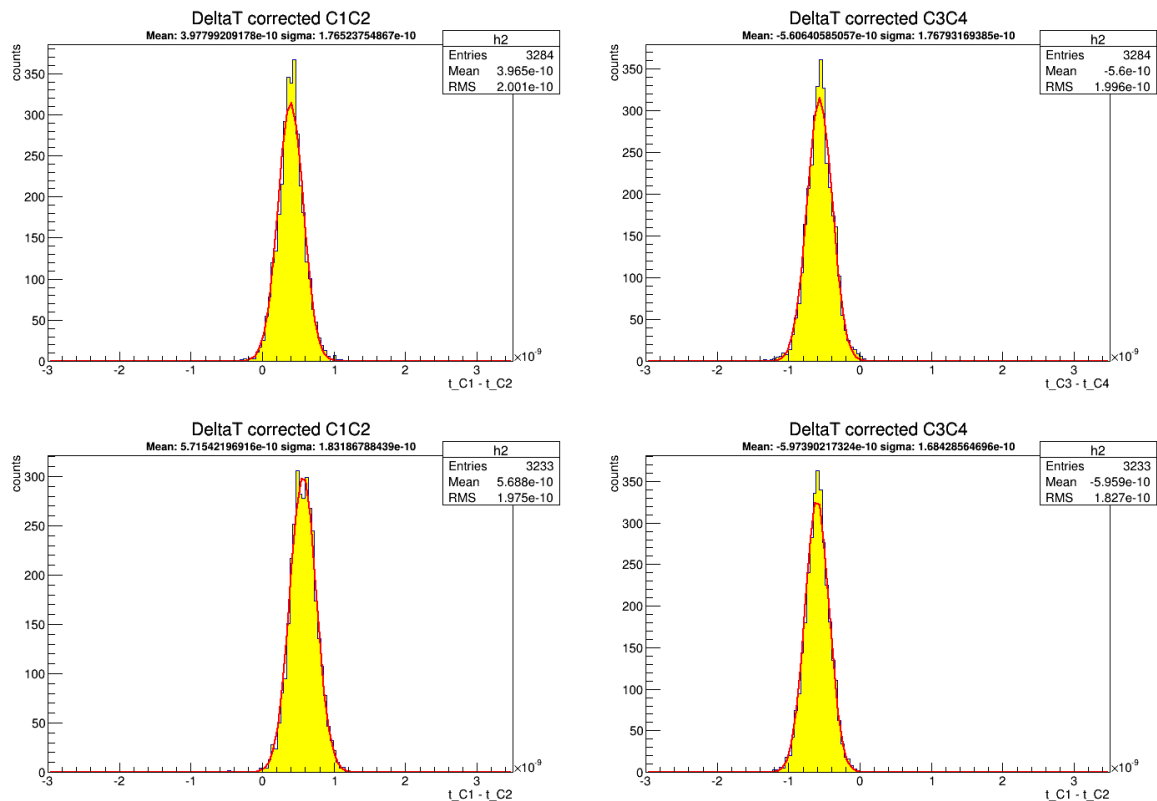 DeltaT corrected C1C2
Mean: 3.97799209178e-10 sigma: 1.76523754867e-10
h2
Entries 3284
Mean 3.965e-10
RMS 2.001e-10
counts
350
300
250
200
150
100
50
0
-3 -2 -1 0 1 2 3
×10^-9
t_C1 - t_C2
DeltaT corrected C3C4
Mean: -5.60640585057e-10 sigma: 1.76793169385e-10
h2
Entries 3284
Mean -5.6e-10
RMS 1.996e-10
counts
350
300
250
200
150
100
50
0
-3 -2 -1 0 1 2 3
×10^-9
t_C3 - t_C4
DeltaT corrected C1C2
Mean: 5.71542196916e-10 sigma: 1.83186788439e-10
h2
Entries 3233
Mean 5.688e-10
RMS 1.975e-10
counts
300
250
200
150
100
50
0
-3 -2 -1 0 1 2 3
×10^-9
t_C1 - t_C2
DeltaT corrected C3C4
Mean: -5.97390217324e-10 sigma: 1.68428564696e-10
h2
Entries 3233
Mean -5.959e-10
RMS 1.827e-10
counts
350
300
250
200
150
100
50
0
-3 -2 -1 0 1 2 3
×10^-9
t_C1 - t_C2